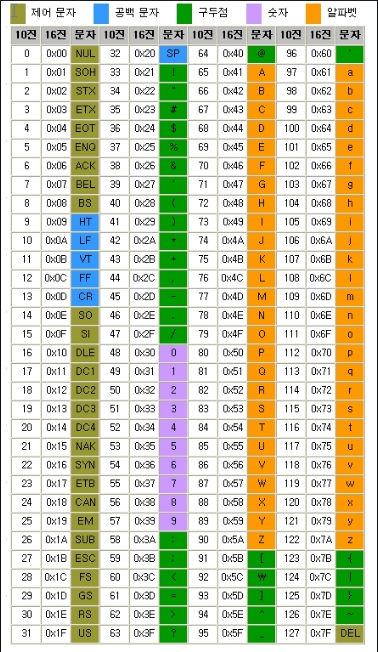 제어 문자 공백 문자 구두점 숫자 알파벳
10진 16진 문자 10진 16진 문자 10진 16진 문자 10진 16진 문자
0 0x00 NUL 32 0x20 SP 64 0x40 @ 96 0x60 `
1 0x01 SOH 33 0x21 ! 65 0x41 A 97 0x61 a
2 0x02 STX 34 0x22 " 66 0x42 B 98 0x62 b
3 0x03 ETX 35 0x23 # 67 0x43 C 99 0x63 c
4 0x04 EOT 36 0x24 $ 68 0x44 D 100 0x64 d
5 0x05 ENQ 37 0x25 % 69 0x45 E 101 0x65 e
6 0x06 ACK 38 0x26 & 70 0x46 F 102 0x66 f
7 0x07 BEL 39 0x27 ' 71 0x47 G 103 0x67 g
8 0x08 BS 40 0x28 ( 72 0x48 H 104 0x68 h
9 0x09 HT 41 0x29 ) 73 0x49 I 105 0x69 i
10 0x0A LF 42 0x2A * 74 0x4A J 106 0x6A j
11 0x0B VT 43 0x2B + 75 0x4B K 107 0x6B k
12 0x0C FF 44 0x2C , 76 0x4C L 108 0x6C l
13 0x0D CR 45 0x2D - 77 0x4D M 109 0x6D m
14 0x0E SO 46 0x2E . 78 0x4E N 110 0x6E n
15 0x0F SI 47 0x2F / 79 0x4F O 111 0x6F o
16 0x10 DLE 48 0x30 0 80 0x50 P 112 0x70 p
17 0x11 DC1 49 0x31 1 81 0x51 Q 113 0x71 q
18 0x12 DC2 50 0x32 2 82 0x52 R 114 0x72 r
19 0x13 DC3 51 0x33 3 83 0x53 S 115 0x73 s
20 0x14 DC4 52 0x34 4 84 0x54 T 116 0x74 t
21 0x15 NAK 53 0x35 5 85 0x55 U 117 0x75 u
22 0x16 SYN 54 0x36 6 86 0x56 V 118 0x76 v
23 0x17 ETB 55 0x37 7 87 0x57 W 119 0x77 w
24 0x18 CAN 56 0x38 8 88 0x58 X 120 0x78 x
25 0x19 EM 57 0x39 9 89 0x59 Y 121 0x79 y
26 0x1A SUB 58 0x3A : 90 0x5A Z 122 0x7A z
27 0x1B ESC 59 0x3B ; 91 0x5B [ 123 0x7B {
28 0x1C FS 60 0x3C < 92 0x5C ₩ 124 0x7C |
29 0x1D GS 61 0x3D = 93 0x5D ] 125 0x7D }
30 0x1E RS 62 0x3E > 94 0x5E ^ 126 0x7E ~
31 0x1F US 63 0x3F ? 95 0x5F _ 127 0x7F DEL